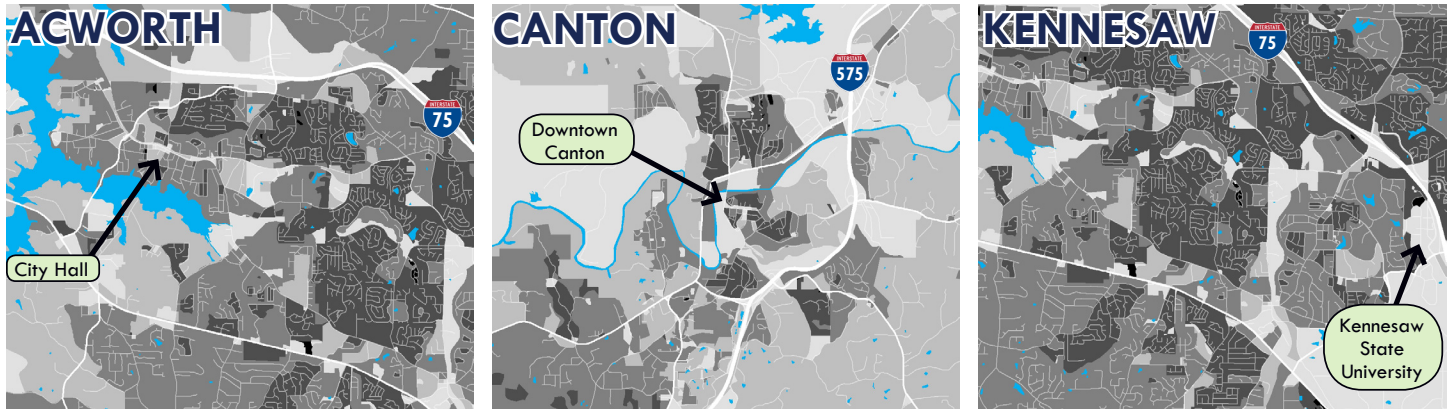 ACWORTH
INTERSTATE
75
City Hall
CANTON
INTERSTATE
575
Downtown
Canton
KENNESAW
INTERSTATE
75
Kennesaw
State
University